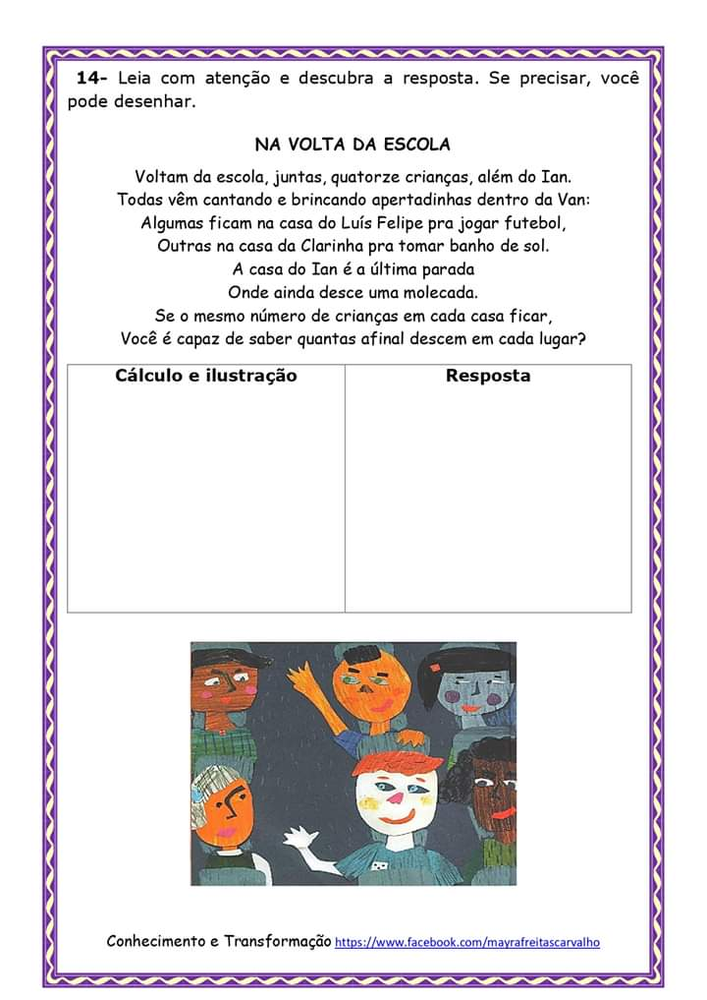 14- Leia com atenção e descubra a resposta. Se precisar, você
pode desenhar.
NA VOLTA DA ESCOLA
Voltam da escola, juntas, quatorze crianças, além do Ian.
Todas vêm cantando e brincando apertadinhas dentro da Van:
Algumas ficam na casa do Luís Felipe pra jogar futebol,
Outras na casa da Clarinha pra tomar banho de sol.
A casa do Ian é a última parada
Onde ainda desce uma molecada.
Se o mesmo número de crianças em cada casa ficar,
Você é capaz de saber quantas afinal descem em cada lugar?
Cálculo e ilustração
Resposta
Conhecimento e Transformação https://www.facebook.com/mayrafreitascarvalho